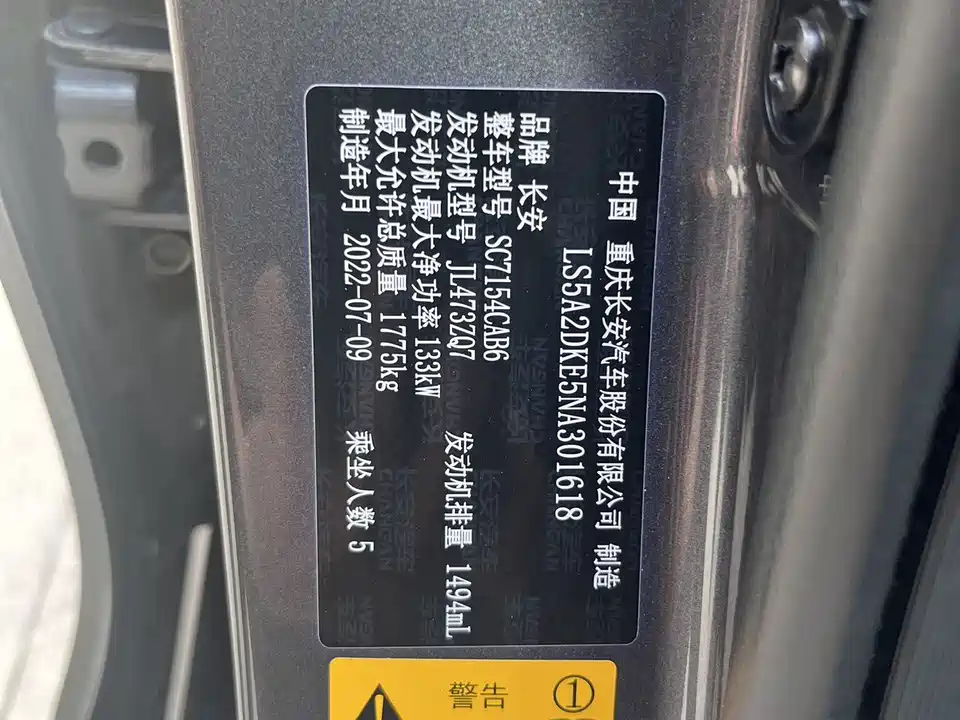 中国 重庆长安汽车股份有限公司 制造
LS5A2DKE5NA301618
品牌 长安
整车型号 SC7154CAB6
发动机型号 JL473ZQ7 发动机排量 1494mL
发动机最大净功率 133kW
最大允许总质量 1775kg
制造年月 2022-07-09 乘坐人数 5
警告 ①